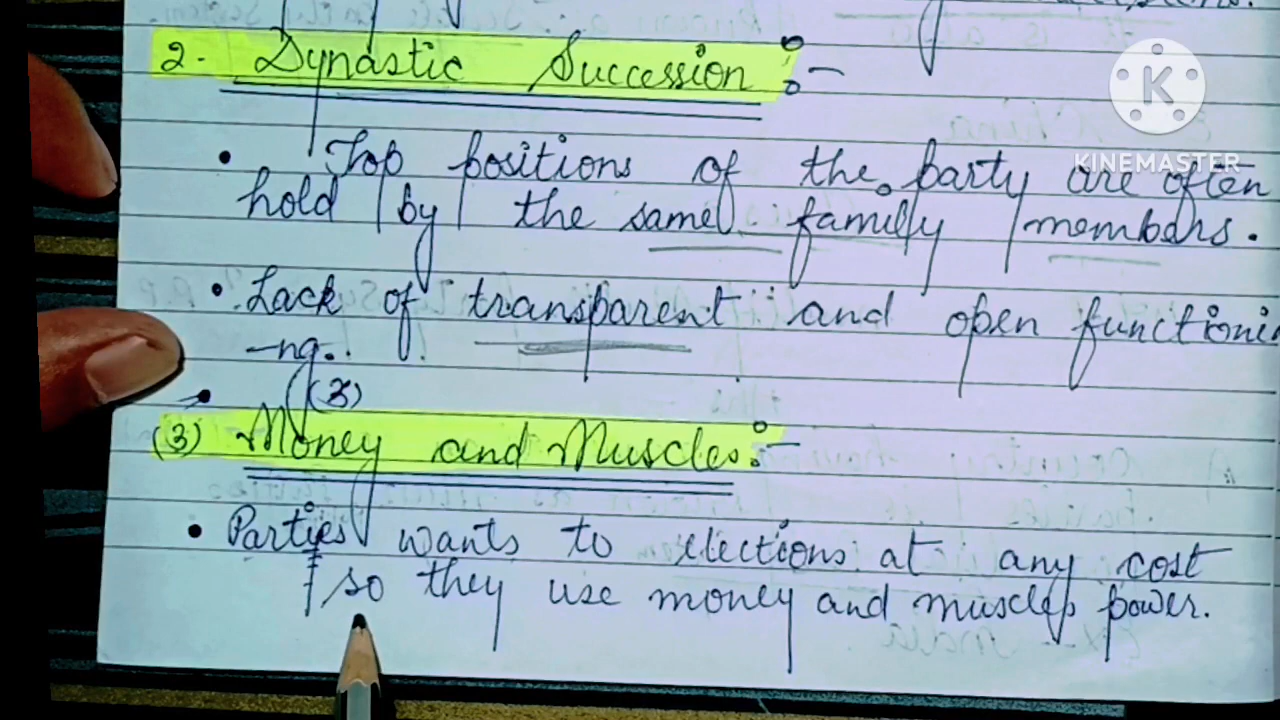 2. Dynastic Succession :-
• Top positions of the party are often
hold by the same family members.
• Lack of transparent and open functioni
-ng.
(3)
(3) Money and Muscles :-
• Parties wants to elections at any cost
so they use money and muscles power.
K
KINEMASTER